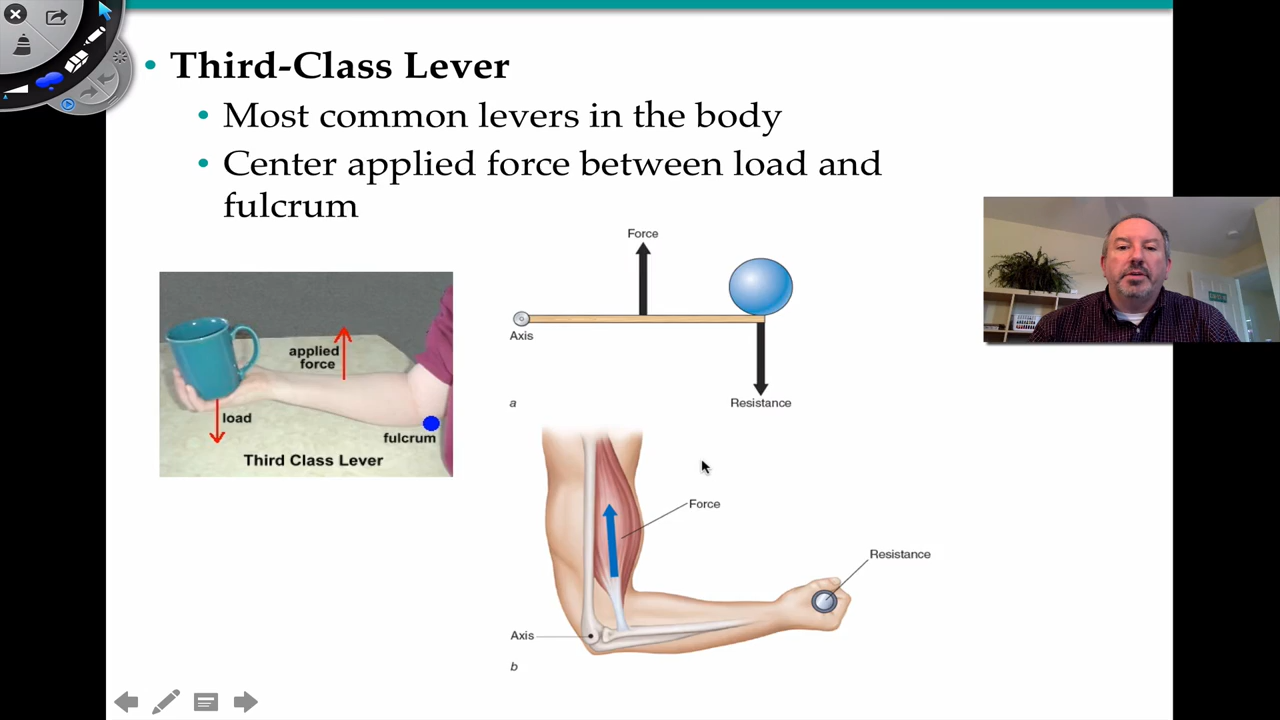 Third-Class Lever
Most common levers in the body
Center applied force between load and
fulcrum
Force
Axis
Resistance
a
applied
force
load
fulcrum
Third Class Lever
Force
Resistance
Axis
b